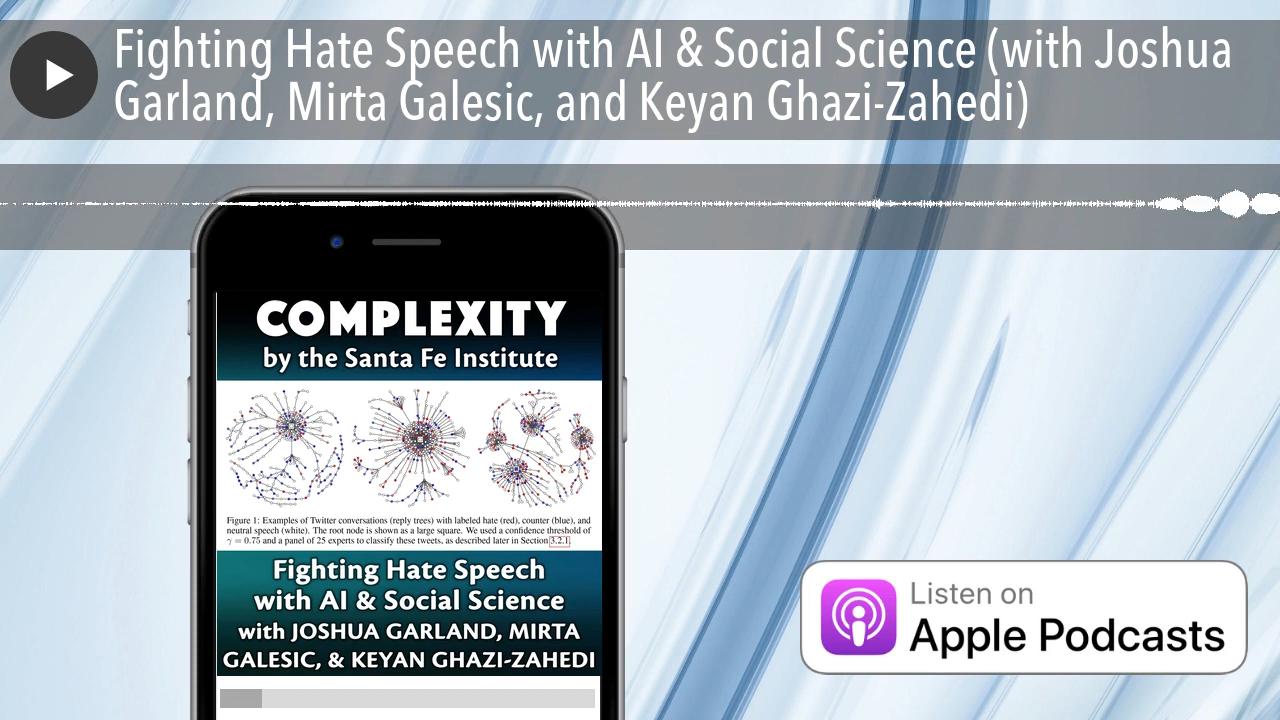 Fighting Hate Speech with AI & Social Science (with Joshua
Garland, Mirta Galesic, and Keyan Ghazi-Zahedi)
COMPLEXITY
by the Santa Fe Institute
Figure 1: Examples of Twitter conversations (reply trees) with labeled hate (red), counter (blue), and
neutral speech (white). The root node is shown as a large square. We used a confidence threshold of
γ = 0.75 and a panel of 25 experts to classify these tweets, as described later in Section 3.2.1.
Fighting Hate Speech
with AI & Social Science
with JOSHUA GARLAND, MIRTA
GALESIC, & KEYAN GHAZI-ZAHEDI
Listen on
Apple Podcasts